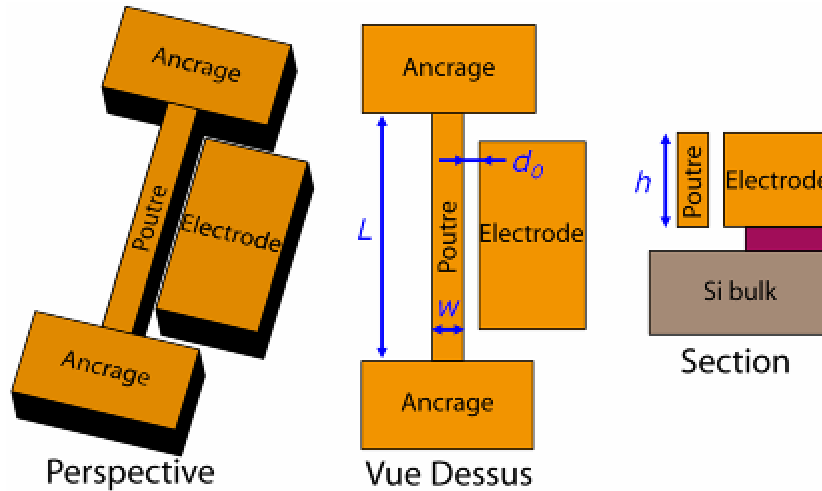 Ancrage
Poutre
Electrode
Ancrage
Perspective
Ancrage
d0
L
Poutre
Electrode
w
Ancrage
Vue Dessus
h
Poutre
Electrode
Si bulk
Section